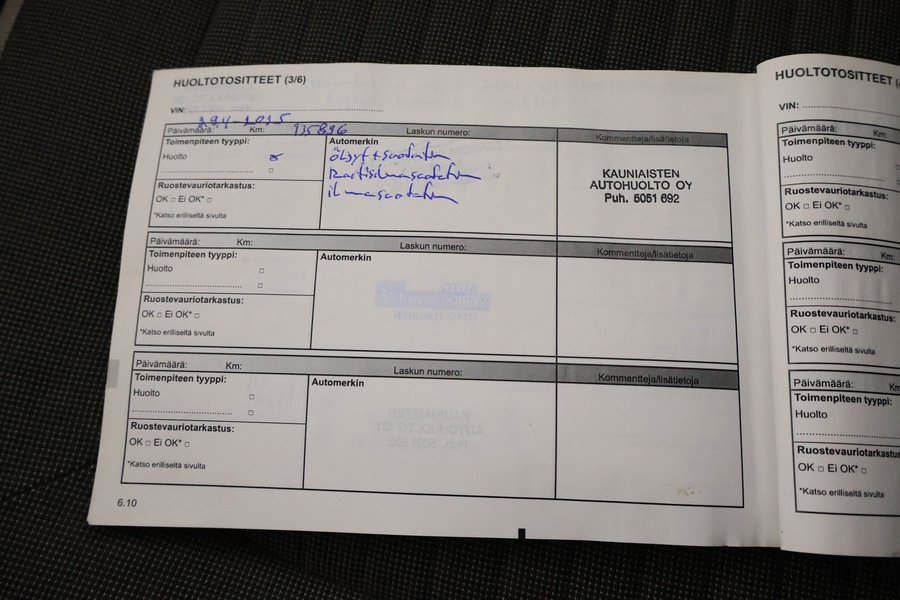 HUOLTOTOSITTEET (3/6)
VIN:
29.4-2025
Päivämäärä: Km: 135896 Laskun numero: Kommentteja/lisätietoja
Toimenpiteen tyyppi:
Huolto
Ruostevauriotarkastus:
OK □ Ei OK* □
*Katso erilliseltä sivulta
Automerkin
öljyt+suodatin
Raitisilmasuodatin
ilmasuodatin
KAUNIAISTEN
AUTOHUOLTO OY
Puh. 5051 692
Päivämäärä: Km: Laskun numero: Kommentteja/lisätietoja
Toimenpiteen tyyppi:
Huolto □
□
Ruostevauriotarkastus:
OK □ Ei OK* □
*Katso erilliseltä sivulta
Automerkin
Päivämäärä: Km: Laskun numero: Kommentteja/lisätietoja
Toimenpiteen tyyppi:
Huolto □
□
Ruostevauriotarkastus:
OK □ Ei OK* □
*Katso erilliseltä sivulta
Automerkin
6.10
HUOLTOTOSITTEET
VIN:
Päivämäärä: Km:
Toimenpiteen tyyppi:
Huolto
Ruostevauriotarkastus:
OK □ Ei OK* □
*Katso erilliseltä sivulta
Päivämäärä: Km:
Toimenpiteen tyyppi:
Huolto
Ruostevauriotarkastus:
OK □ Ei OK* □
*Katso erilliseltä sivulta
Päivämäärä: Km
Toimenpiteen tyyppi:
Huolto
Ruostevauriotarkastus
OK □ Ei OK* □
*Katso erilliseltä sivulta